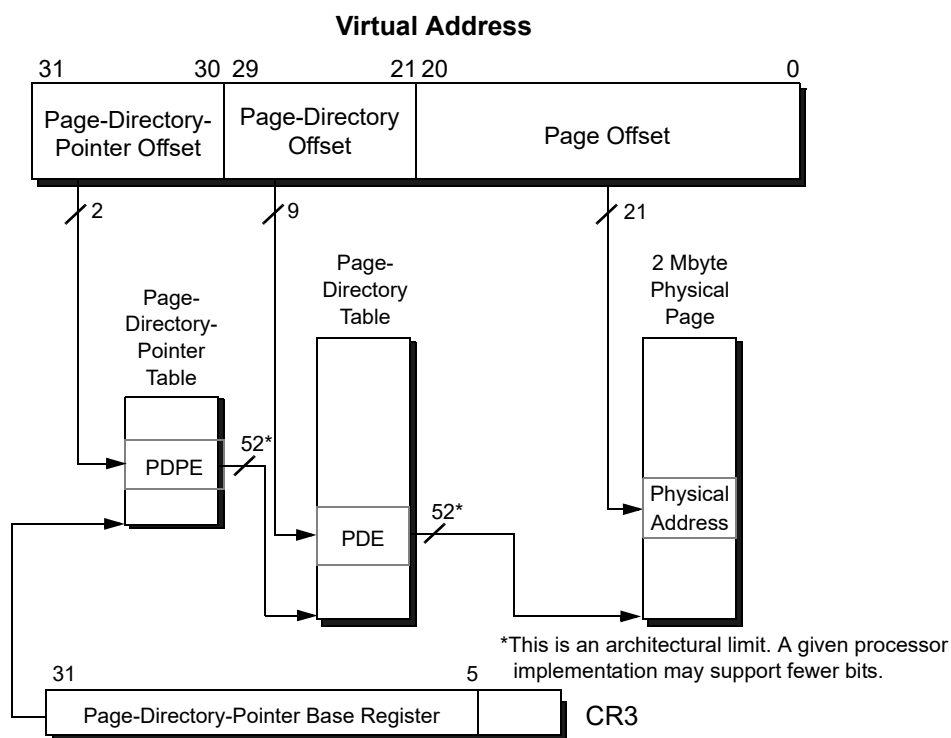 Virtual Address
31 30 29 21 20 0
Page-Directory-
Pointer Offset
Page-Directory
Offset
Page Offset
2
9
21
Page-
Directory-
Pointer
Table
Page-
Directory
Table
2 Mbyte
Physical
Page
PDPE
52*
PDE
52*
Physical
Address
*This is an architectural limit. A given processor
implementation may support fewer bits.
31 5
Page-Directory-Pointer Base Register
CR3